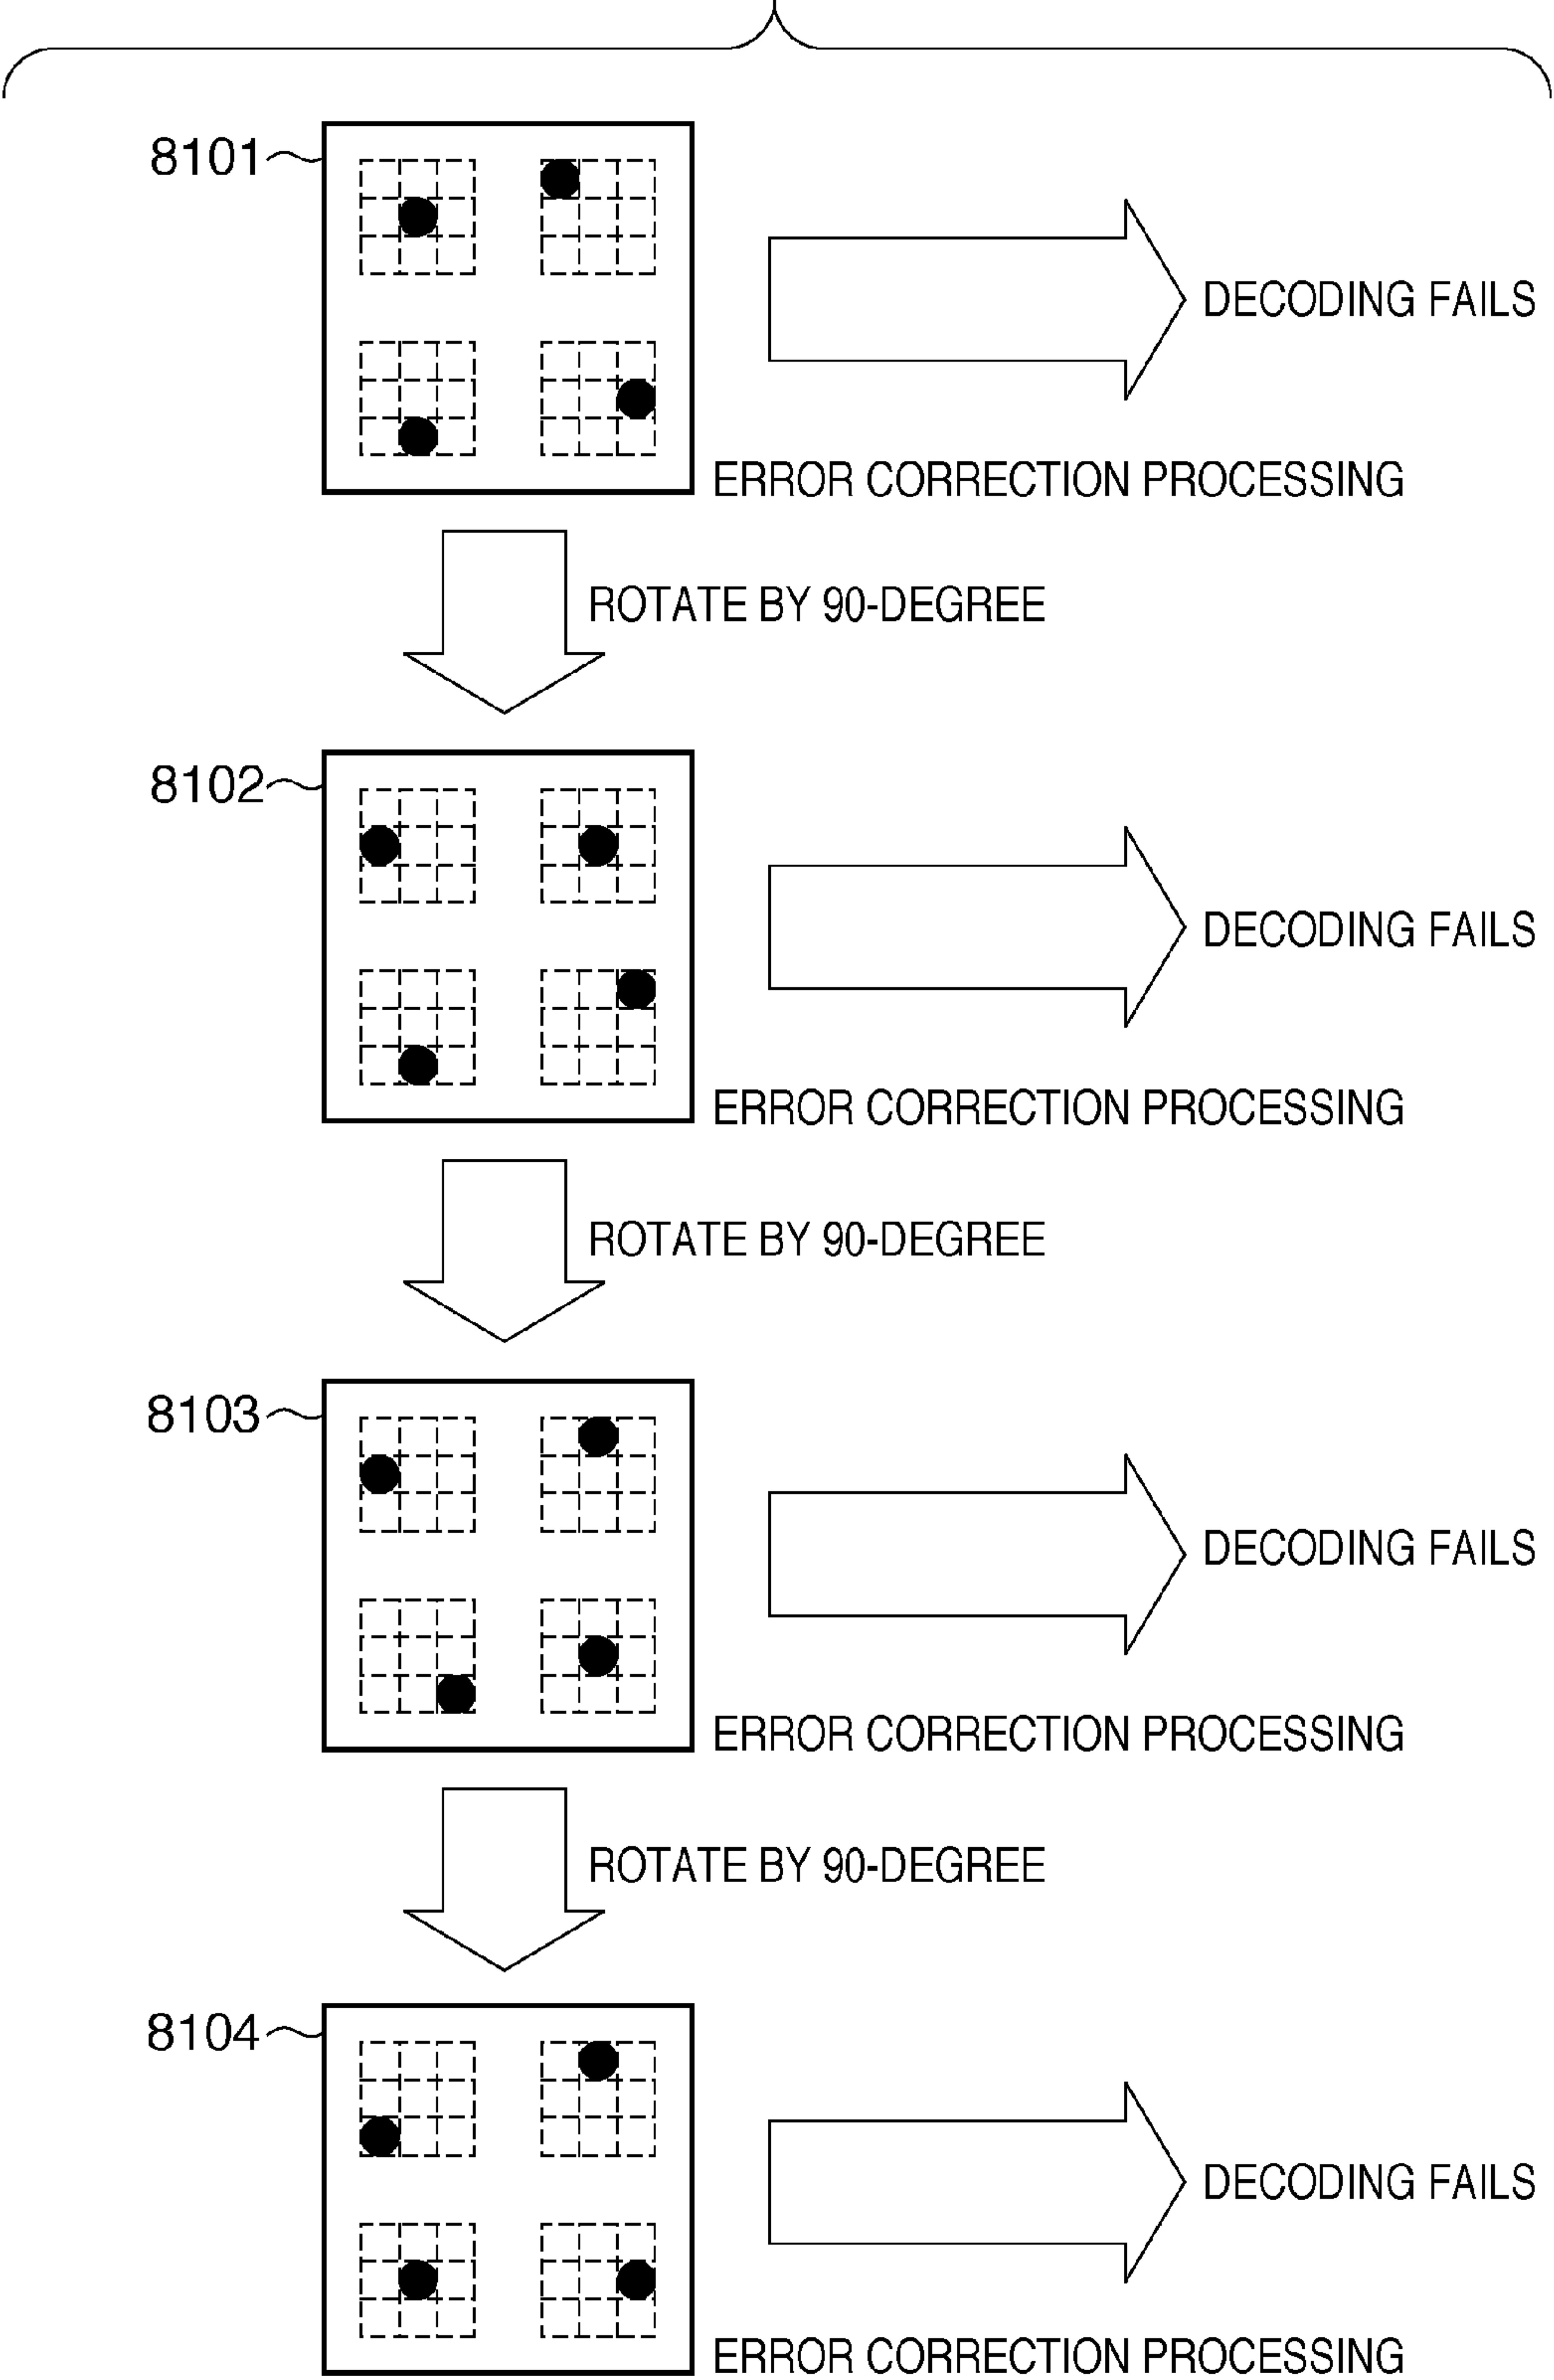 8101
DECODING FAILS
ERROR CORRECTION PROCESSING
ROTATE BY 90-DEGREE
8102
DECODING FAILS
ERROR CORRECTION PROCESSING
ROTATE BY 90-DEGREE
8103
DECODING FAILS
ERROR CORRECTION PROCESSING
ROTATE BY 90-DEGREE
8104
DECODING FAILS
ERROR CORRECTION PROCESSING